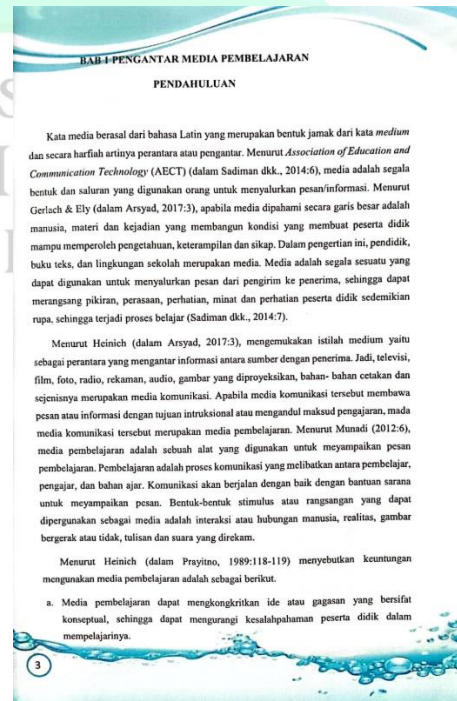 BAB I PENGANTAR MEDIA PEMBELAJARAN
PENDAHULUAN
Kata media berasal dari bahasa Latin yang merupakan bentuk jamak dari kata medium
dan secara harfiah artinya perantara atau pengantar. Menurut Association of Education and
Communication Technology (AECT) (dalam Sadiman dkk., 2014:6), media adalah segala
bentuk dan saluran yang digunakan orang untuk menyalurkan pesan/informasi. Menurut
Gerlach & Ely (dalam Arsyad, 2017:3), apabila media dipahami secara garis besar adalah
manusia, materi dan kejadian yang membangun kondisi yang membuat peserta didik
mampu memperoleh pengetahuan, keterampilan dan sikap. Dalam pengertian ini, pendidik,
buku teks, dan lingkungan sekolah merupakan media. Media adalah segala sesuatu yang
dapat digunakan untuk menyalurkan pesan dari pengirim ke penerima, sehingga dapat
merangsang pikiran, perasaan, perhatian, minat dan perhatian peserta didik sedemikian
rupa, sehingga terjadi proses belajar (Sadiman dkk., 2014:7).
Menurut Heinich (dalam Arsyad, 2017:3), mengemukakan istilah medium yaitu
sebagai perantara yang mengantar informasi antara sumber dengan penerima. Jadi, televisi,
film, foto, radio, rekaman, audio, gambar yang diproyeksikan, bahan- bahan cetakan dan
sejenisnya merupakan media komunikasi. Apabila media komunikasi tersebut membawa
pesan atau informasi dengan tujuan intruksional atau mengandul maksud pengajaran, mada
media komunikasi tersebut merupakan media pembelajaran. Menurut Munadi (2012:6),
media pembelajaran adalah sebuah alat yang digunakan untuk meyampaikan pesan
pembelajaran. Pembelajaran adalah proses komunikasi yang melibatkan antara pembelajar,
pengajar, dan bahan ajar. Komunikasi akan berjalan dengan baik dengan bantuan sarana
untuk meyampaikan pesan. Bentuk-bentuk stimulus atau rangsangan yang dapat
dipergunakan sebagai media adalah interaksi atau hubungan manusia, realitas, gambar
bergerak atau tidak, tulisan dan suara yang direkam.
Menurut Heinich (dalam Prayitno, 1989:118-119) menyebutkan keuntungan
mengunakan media pembelajaran adalah sebagai berikut.
a. Media pembelajaran dapat mengkongkritkan ide atau gagasan yang bersifat
konseptual, sehingga dapat mengurangi kesalahpahaman peserta didik dalam
mempelajarinya.
3